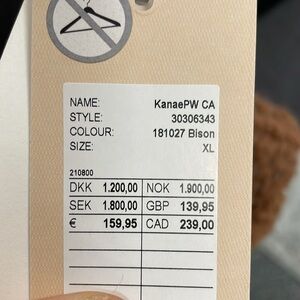 NAME: KanaePW CA
STYLE: 30306343
COLOUR: 181027 Bison
SIZE: XL
210800
DKK 1.200,00 NOK 1.900,00
SEK 1.800,00 GBP 139,95
€ 159,95 CAD 239,00